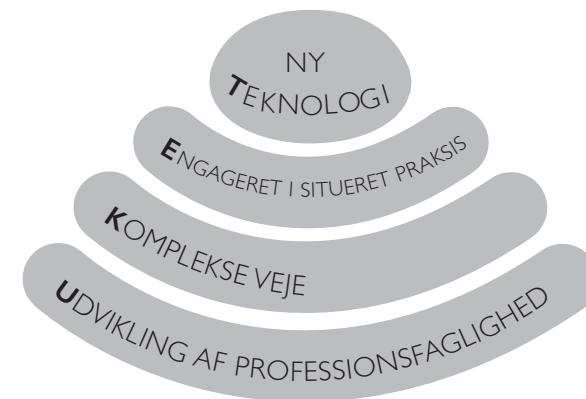 NY
TEKNOLOGI
ENGAGERET I SITUERET PRAKSIS
KOMPLEKSE VEJE
UDVIKLING AF PROFESSIONSFAGLIGHED